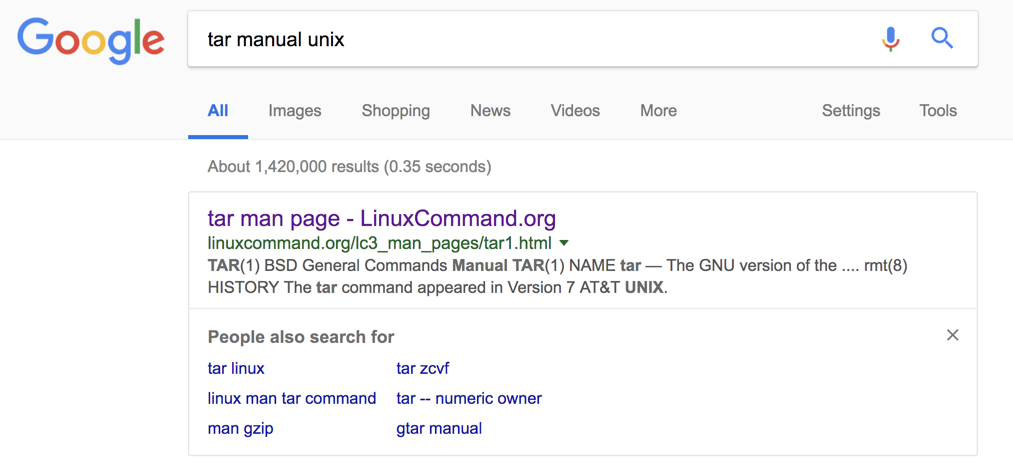 Google
tar manual unix
All Images Shopping News Videos More Settings Tools
About 1,420,000 results (0.35 seconds)
tar man page - LinuxCommand.org
linuxcommand.org/lc3_man_pages/tar1.html
TAR(1) BSD General Commands Manual TAR(1) NAME tar — The GNU version of the .... rmt(8)
HISTORY The tar command appeared in Version 7 AT&T UNIX.
People also search for
tar linux tar zcvf
linux man tar command tar -- numeric owner
man gzip gtar manual